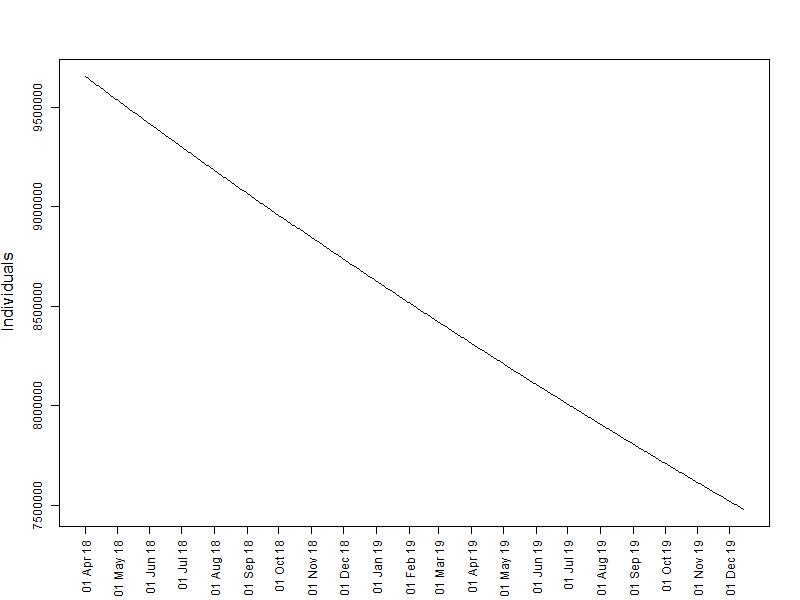 Individuals
9500000
9000000
8500000
8000000
7500000
01 Apr 18
01 May 18
01 Jun 18
01 Jul 18
01 Aug 18
01 Sep 18
01 Oct 18
01 Nov 18
01 Dec 18
01 Jan 19
01 Feb 19
01 Mar 19
01 Apr 19
01 May 19
01 Jun 19
01 Jul 19
01 Aug 19
01 Sep 19
01 Oct 19
01 Nov 19
01 Dec 19